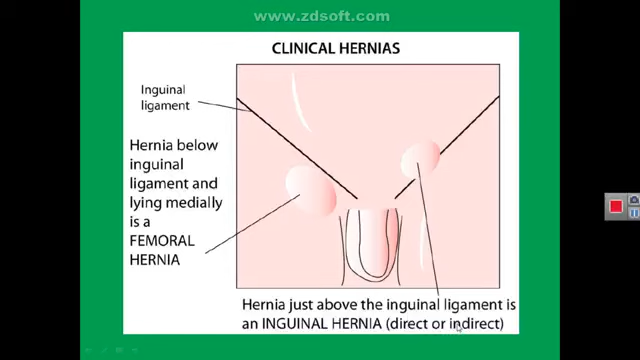 www.zdsoft.com
CLINICAL HERNIAS
Inguinal
ligament
Hernia below
inguinal
ligament and
lying medially
is a
FEMORAL
HERNIA
Hernia just above the inguinal ligament is
an INGUINAL HERNIA (direct or indirect)